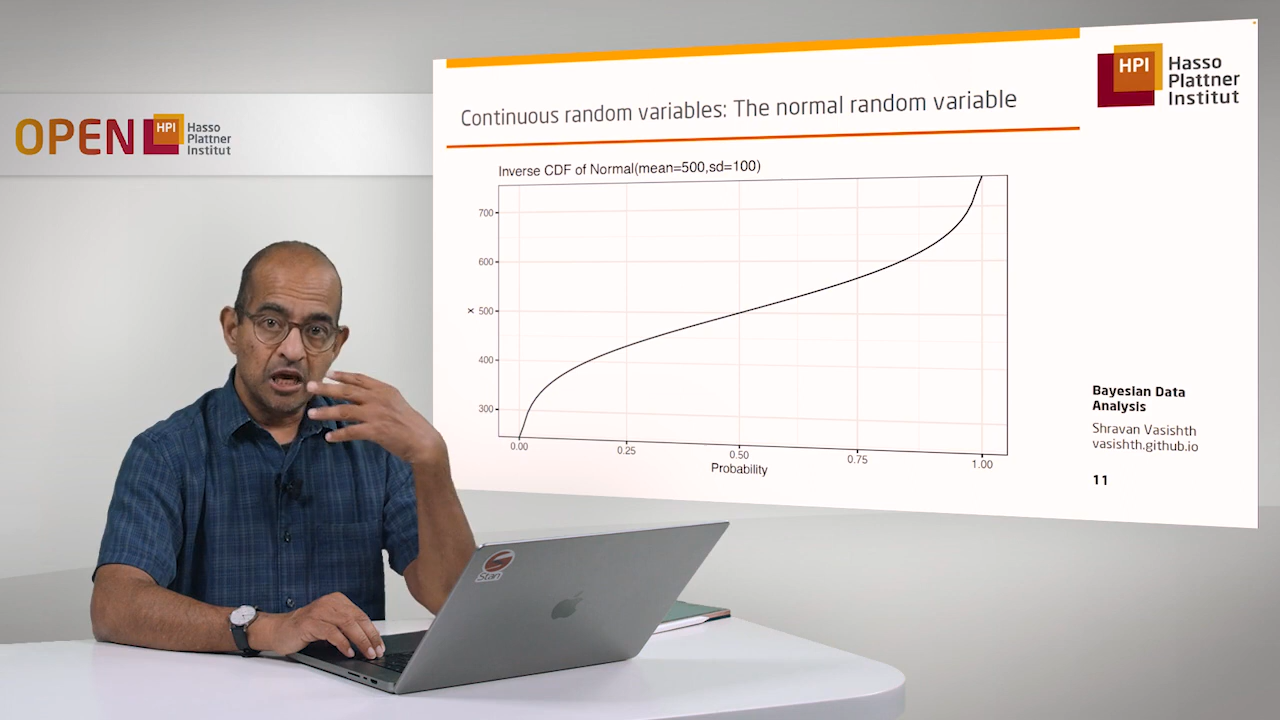 OPEN
HPI
Hasso
Plattner
Institut
Continuous random variables: The normal random variable
HPI
Hasso
Plattner
Institut
Inverse CDF of Normal(mean=500,sd=100)
700
600
x
500
400
300
0.00
0.25
0.50
0.75
1.00
Probability
Bayesian Data
Analysis
Shravan Vasishth
vasishth.github.io
11
S
Stan